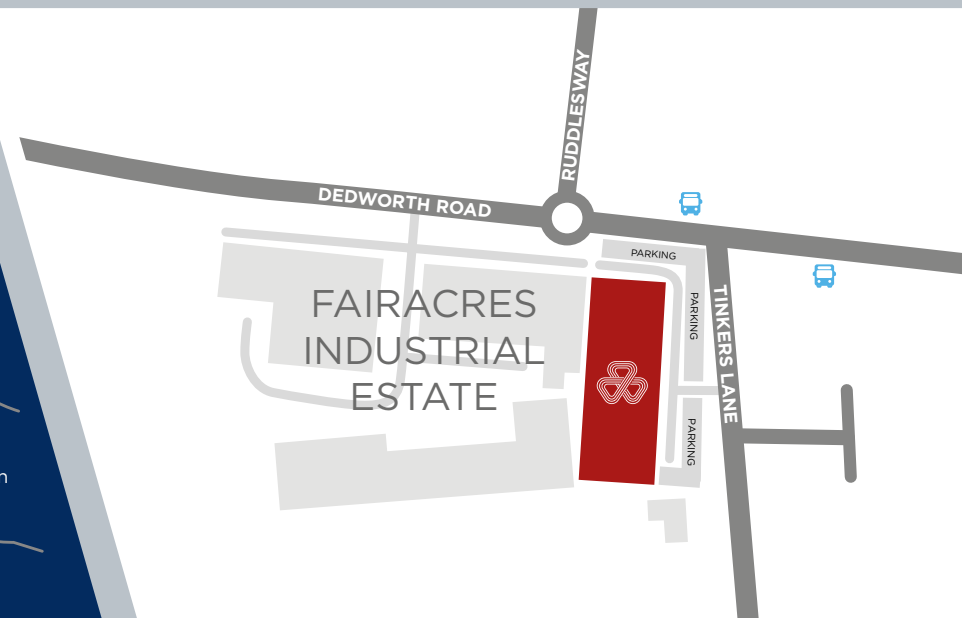 RUDDLESWAY
DEDWORTH ROAD
PARKING
FAIRACRES
INDUSTRIAL
ESTATE
PARKING
TINKERS LANE
PARKING
n